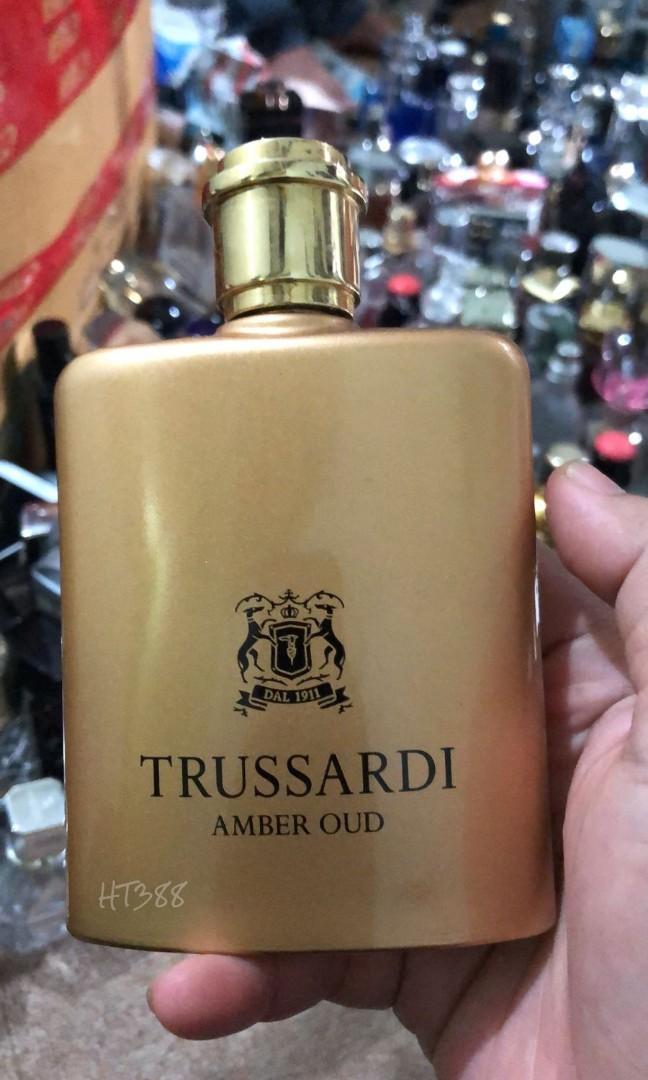 DAL 1911
TRUSSARDI
AMBER OUD
HT388